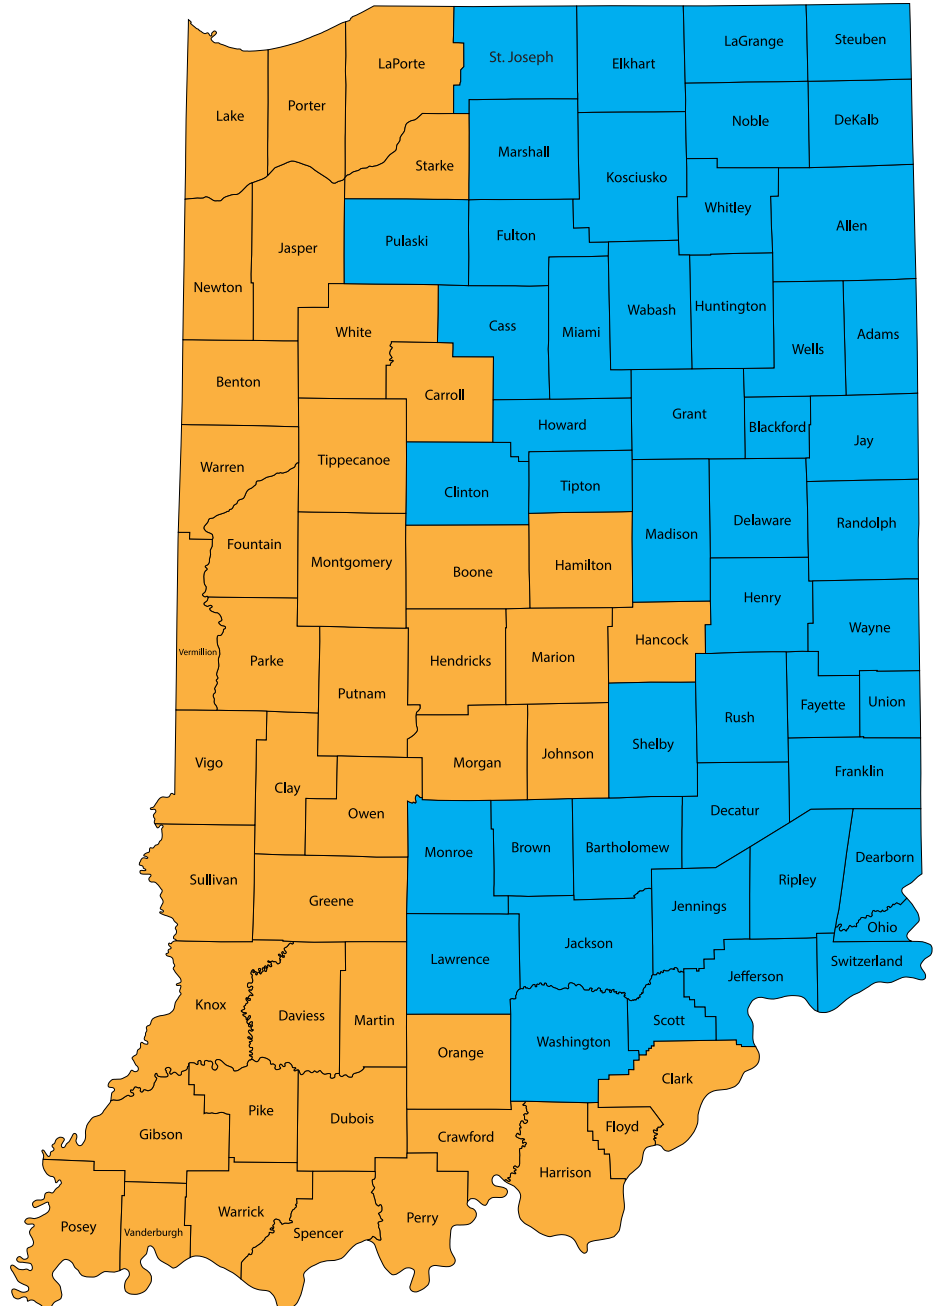 LaPorte
St. Joseph
Elkhart
LaGrange
Steuben
Lake
Porter
Noble
DeKalb
Starke
Marshall
Kosciusko
Whitley
Allen
Jasper
Pulaski
Fulton
Newton
White
Cass
Miami
Wabash
Huntington
Wells
Adams
Benton
Carroll
Howard
Grant
Blackford
Jay
Warren
Tippecanoe
Clinton
Tipton
Madison
Delaware
Randolph
Fountain
Montgomery
Boone
Hamilton
Henry
Wayne
Vermillion
Parke
Putnam
Hendricks
Marion
Hancock
Rush
Fayette
Union
Vigo
Clay
Owen
Morgan
Johnson
Shelby
Decatur
Franklin
Sullivan
Greene
Monroe
Brown
Bartholomew
Jennings
Ripley
Dearborn
Ohio
Knox
Daviess
Martin
Lawrence
Jackson
Jefferson
Switzerland
Orange
Washington
Scott
Clark
Gibson
Pike
Dubois
Crawford
Floyd
Harrison
Posey
Vanderburgh
Warrick
Spencer
Perry